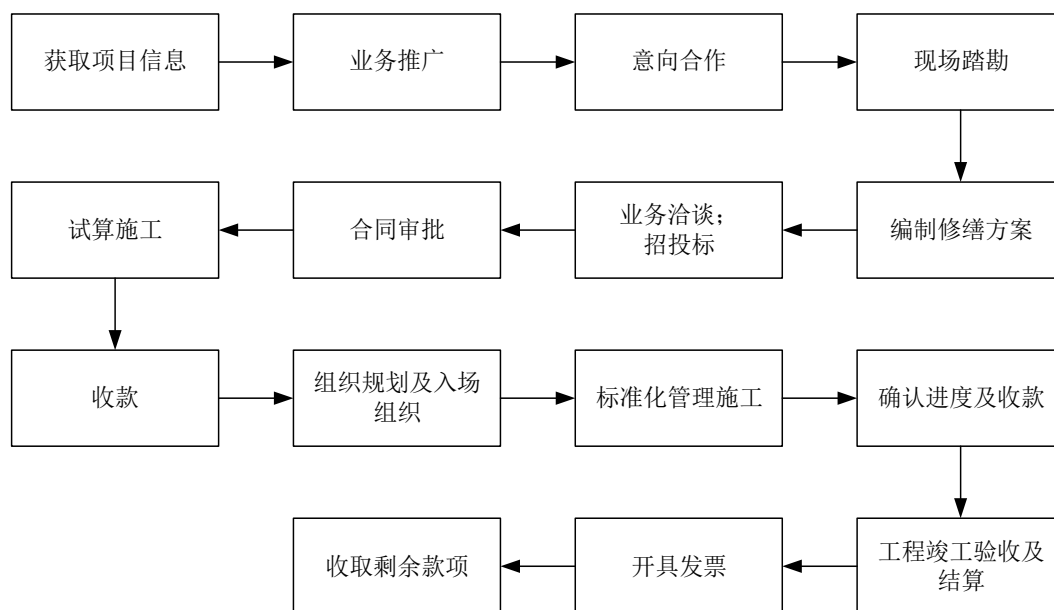 获取项目信息
业务推广
意向合作
现场踏勘
试算施工
合同审批
业务洽谈；
招投标
编制修缮方案
收款
组织规划及入场
组织
标准化管理施工
确认进度及收款
收取剩余款项
开具发票
工程竣工验收及
结算